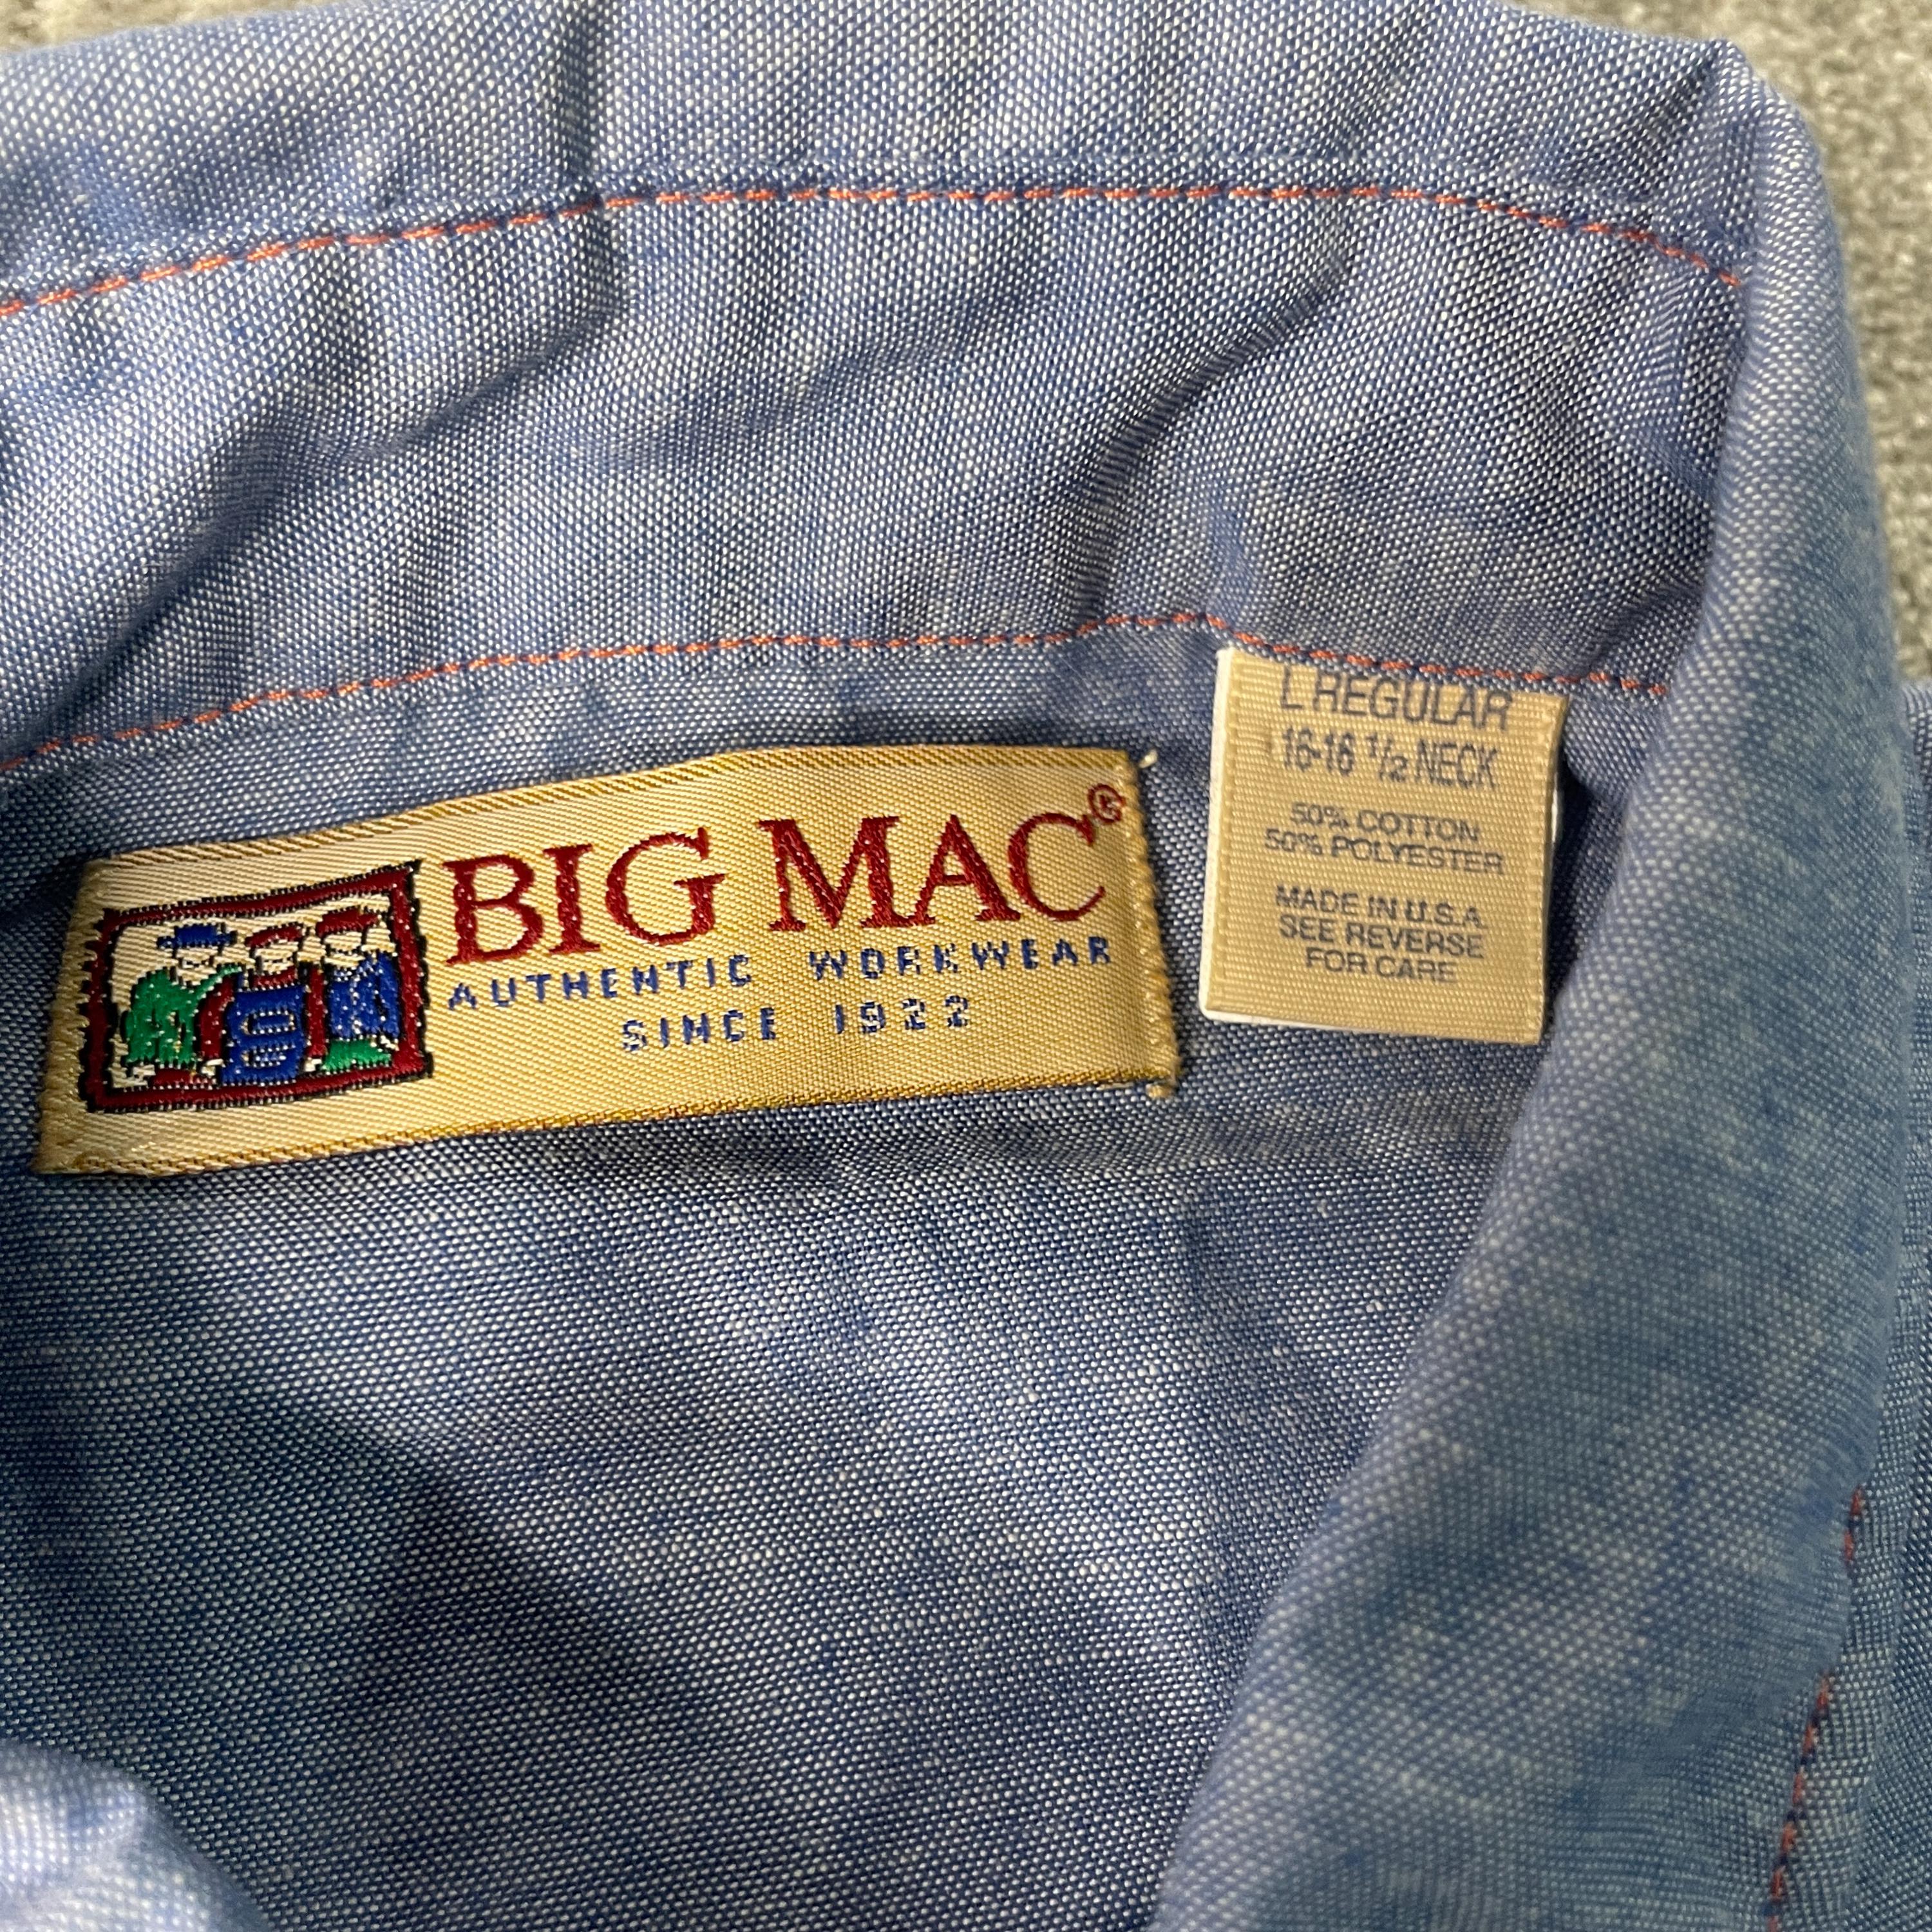 BIG MAC®
AUTHENTIC WORKWEAR
SINCE 1922
L REGULAR
16-16 1/2 NECK
50% COTTON
50% POLYESTER
MADE IN U.S.A.
SEE REVERSE
FOR CARE